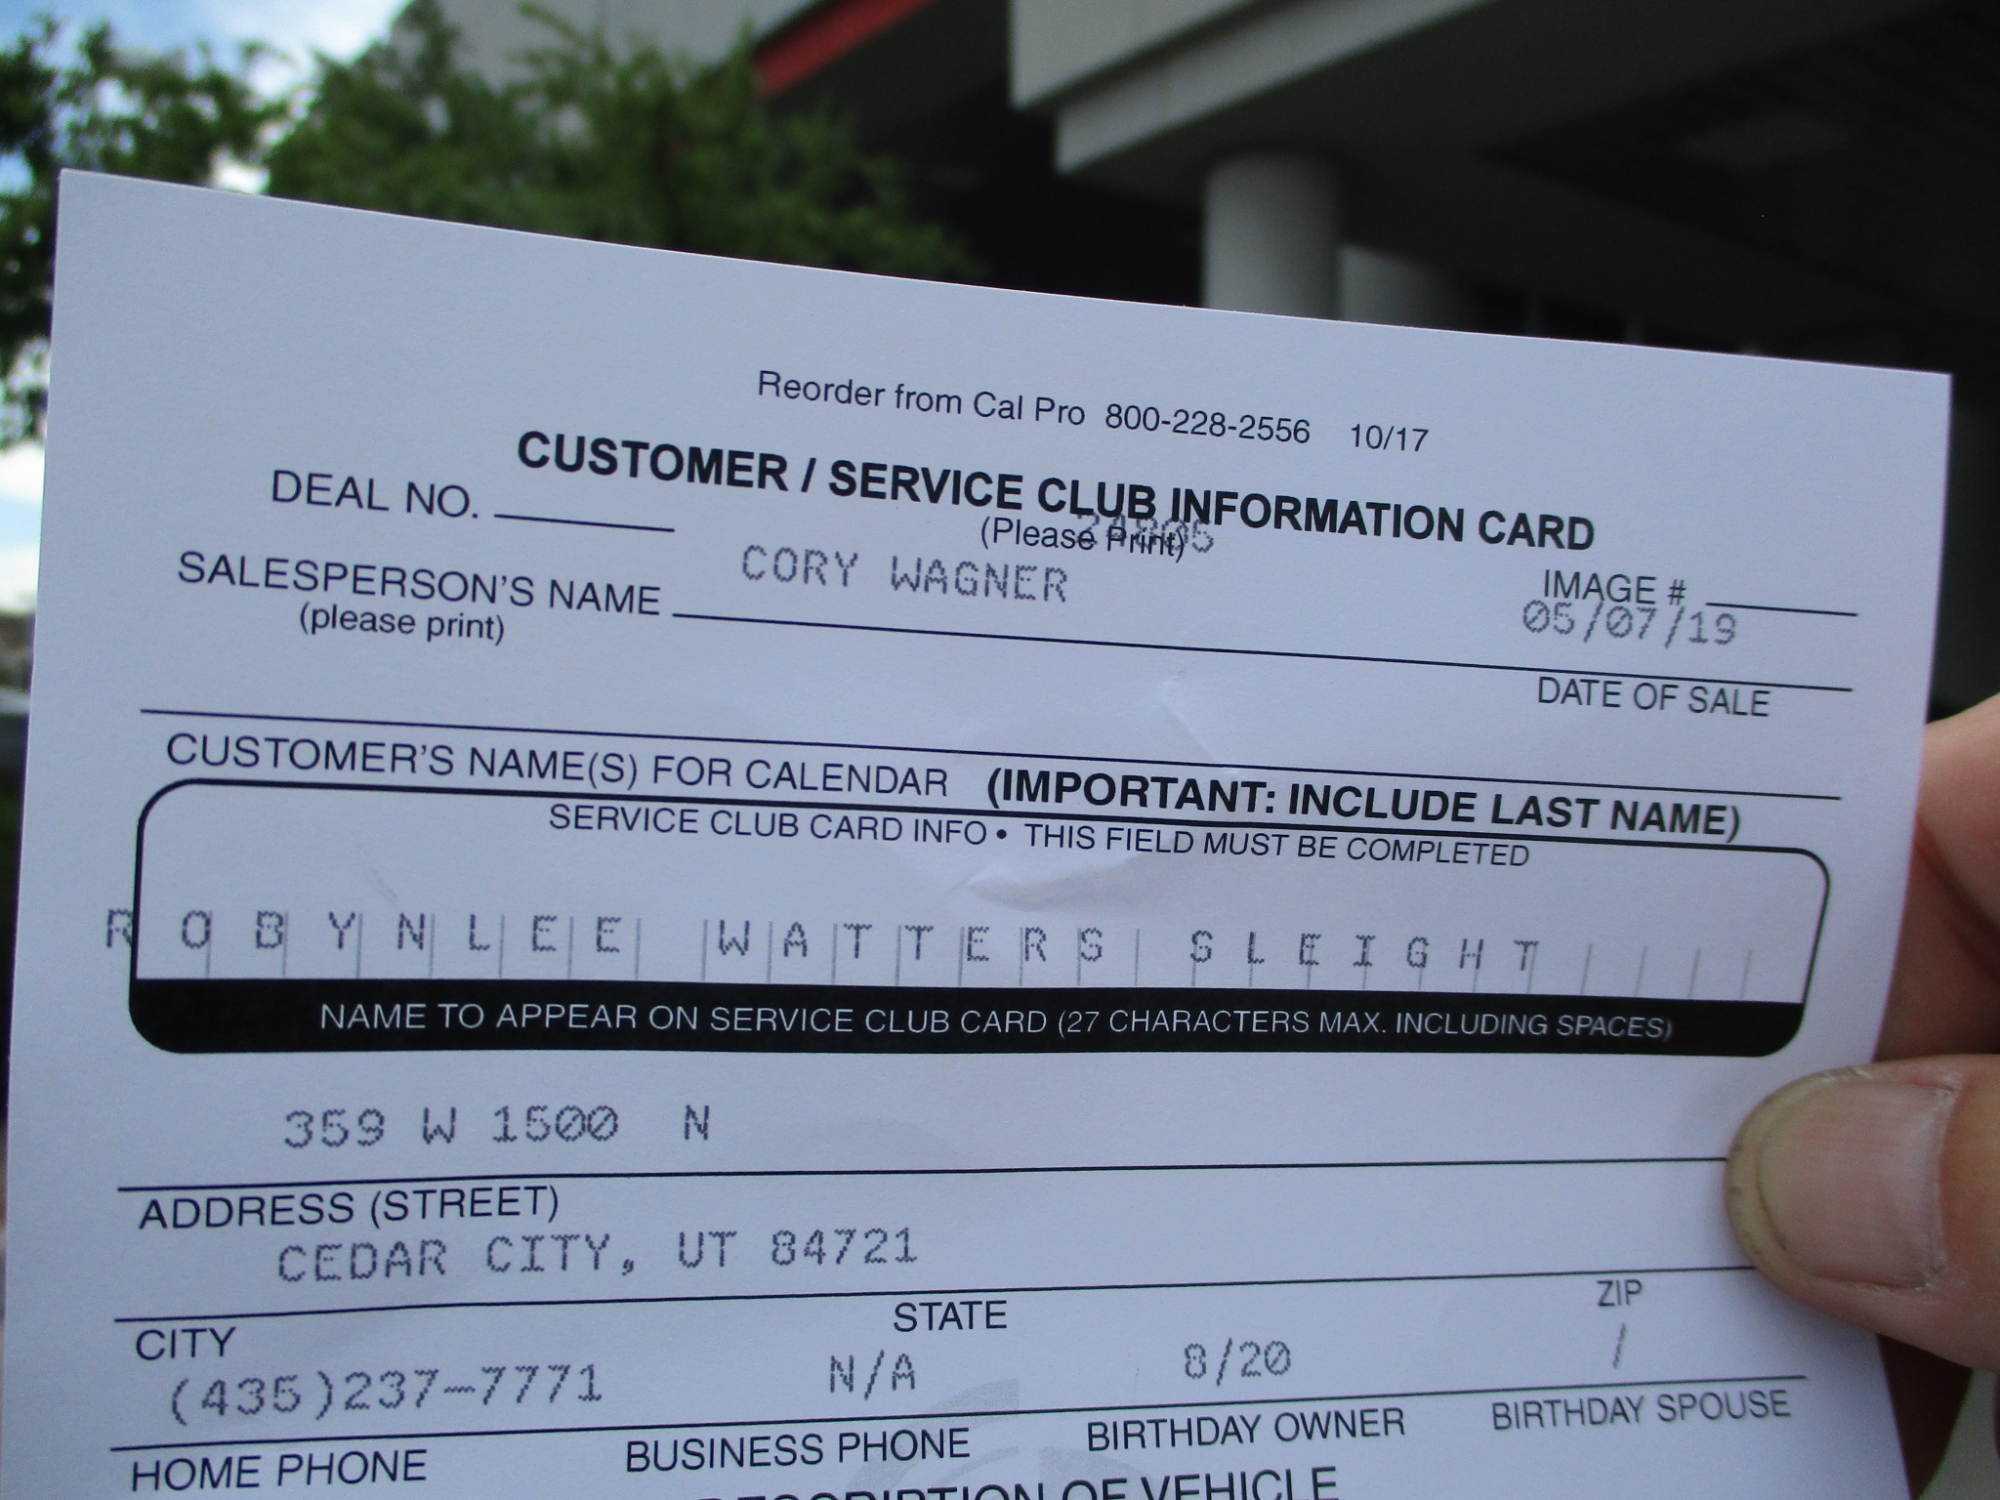 Reorder from Cal Pro 800-228-2556 10/17
CUSTOMER / SERVICE CLUB INFORMATION CARD
DEAL NO.
(Please Print)
CORY WAGNER
SALESPERSON'S NAME
(please print)
IMAGE #
05/07/19
DATE OF SALE
CUSTOMER'S NAME(S) FOR CALENDAR (IMPORTANT: INCLUDE LAST NAME)
SERVICE CLUB CARD INFO • THIS FIELD MUST BE COMPLETED
ROBYNLEE WATTERS SLEIGHT
NAME TO APPEAR ON SERVICE CLUB CARD (27 CHARACTERS MAX. INCLUDING SPACES)
359 W 1500 N
ADDRESS (STREET)
CEDAR CITY, UT 84721
CITY STATE ZIP
(435)237-7771 N/A 8/20 /
HOME PHONE BUSINESS PHONE BIRTHDAY OWNER BIRTHDAY SPOUSE
DESCRIPTION OF VEHICLE